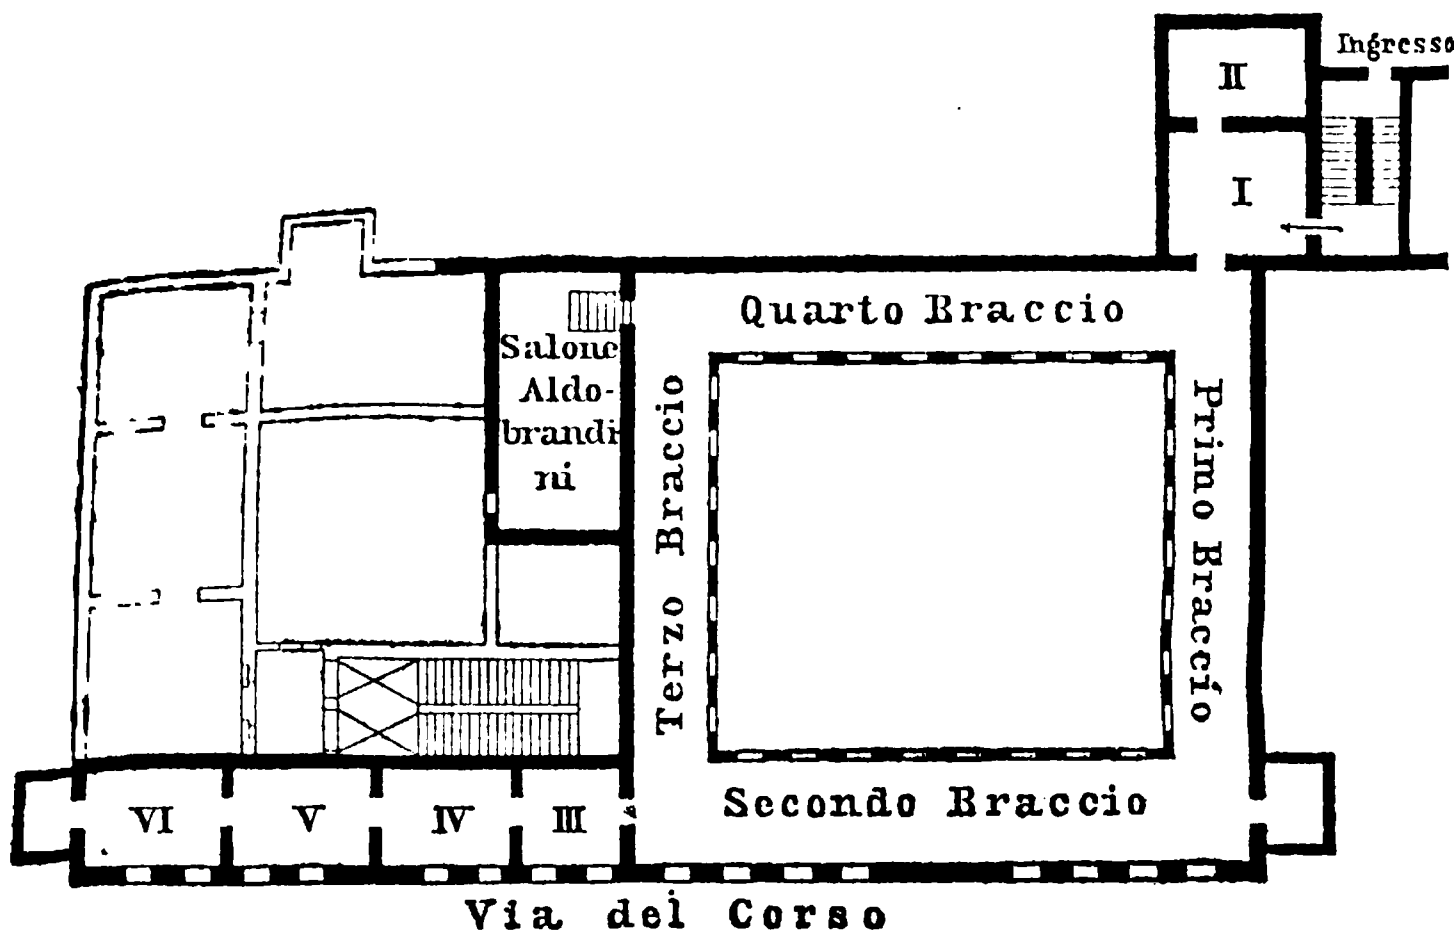 Ingresso
II
I
Quarto Braccio
Salone
Aldo-
brandi
ni
Terzo Braccio
Primo Braccio
Secondo Braccio
VI
V
IV
III
Via del Corso